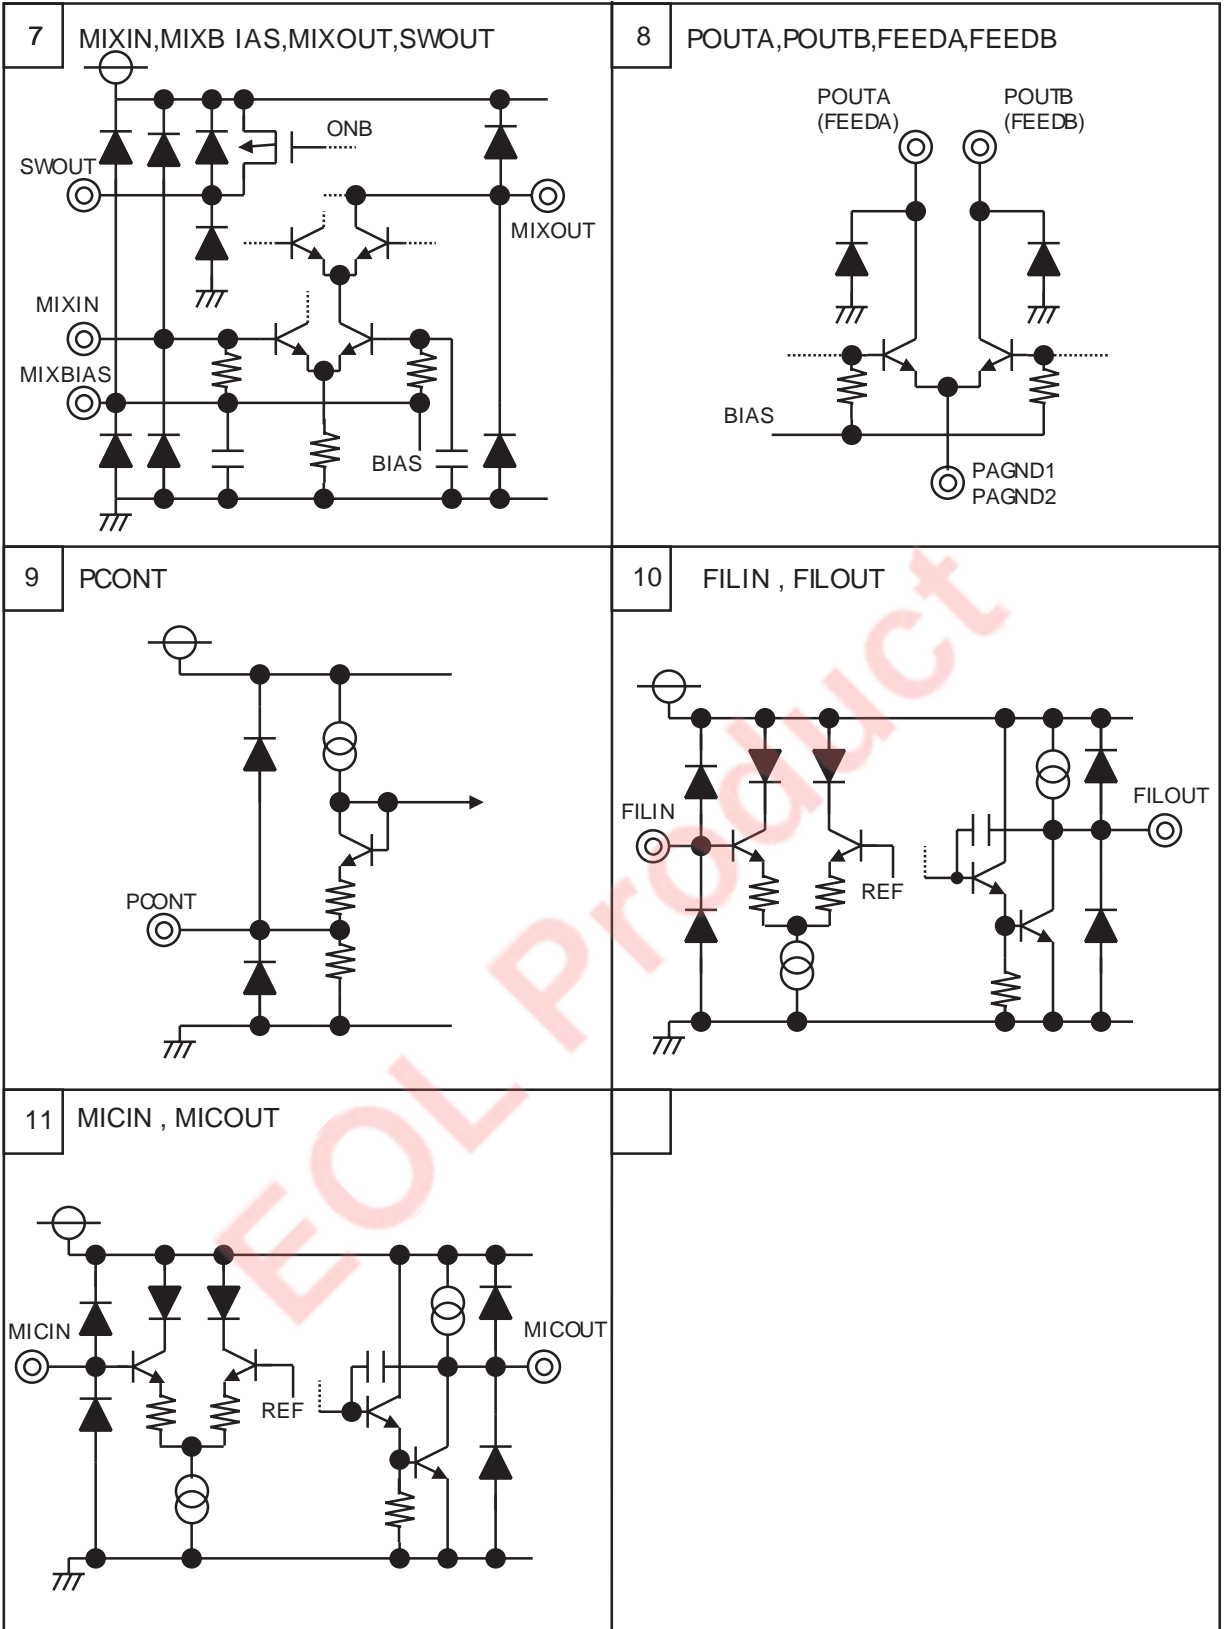 7
MIXIN,MIXB IAS,MIXOUT,SWOUT
ONB
SWOUT
MIXOUT
MIXIN
MIXBIAS
BIAS
8
POUTA,POUTB,FEEDA,FEEDB
POUTA
(FEEDA)
POUTB
(FEEDB)
BIAS
PAGND1
PAGND2
9
PCONT
PCONT
10
FILIN , FILOUT
FILIN
FILOUT
REF
11
MICIN , MICOUT
MICIN
MICOUT
REF
EOL Product